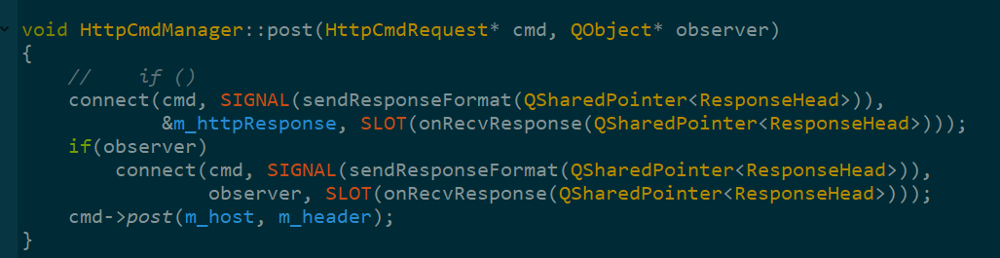 void HttpCmdManager::post(HttpCmdRequest* cmd, QObject* observer)
{
    //    if ()
    connect(cmd, SIGNAL(sendResponseFormat(QSharedPointer<ResponseHead>)),
            &m_httpResponse, SLOT(onRecvResponse(QSharedPointer<ResponseHead>)));
    if(observer)
        connect(cmd, SIGNAL(sendResponseFormat(QSharedPointer<ResponseHead>)),
                observer, SLOT(onRecvResponse(QSharedPointer<ResponseHead>)));
    cmd->post(m_host, m_header);
}